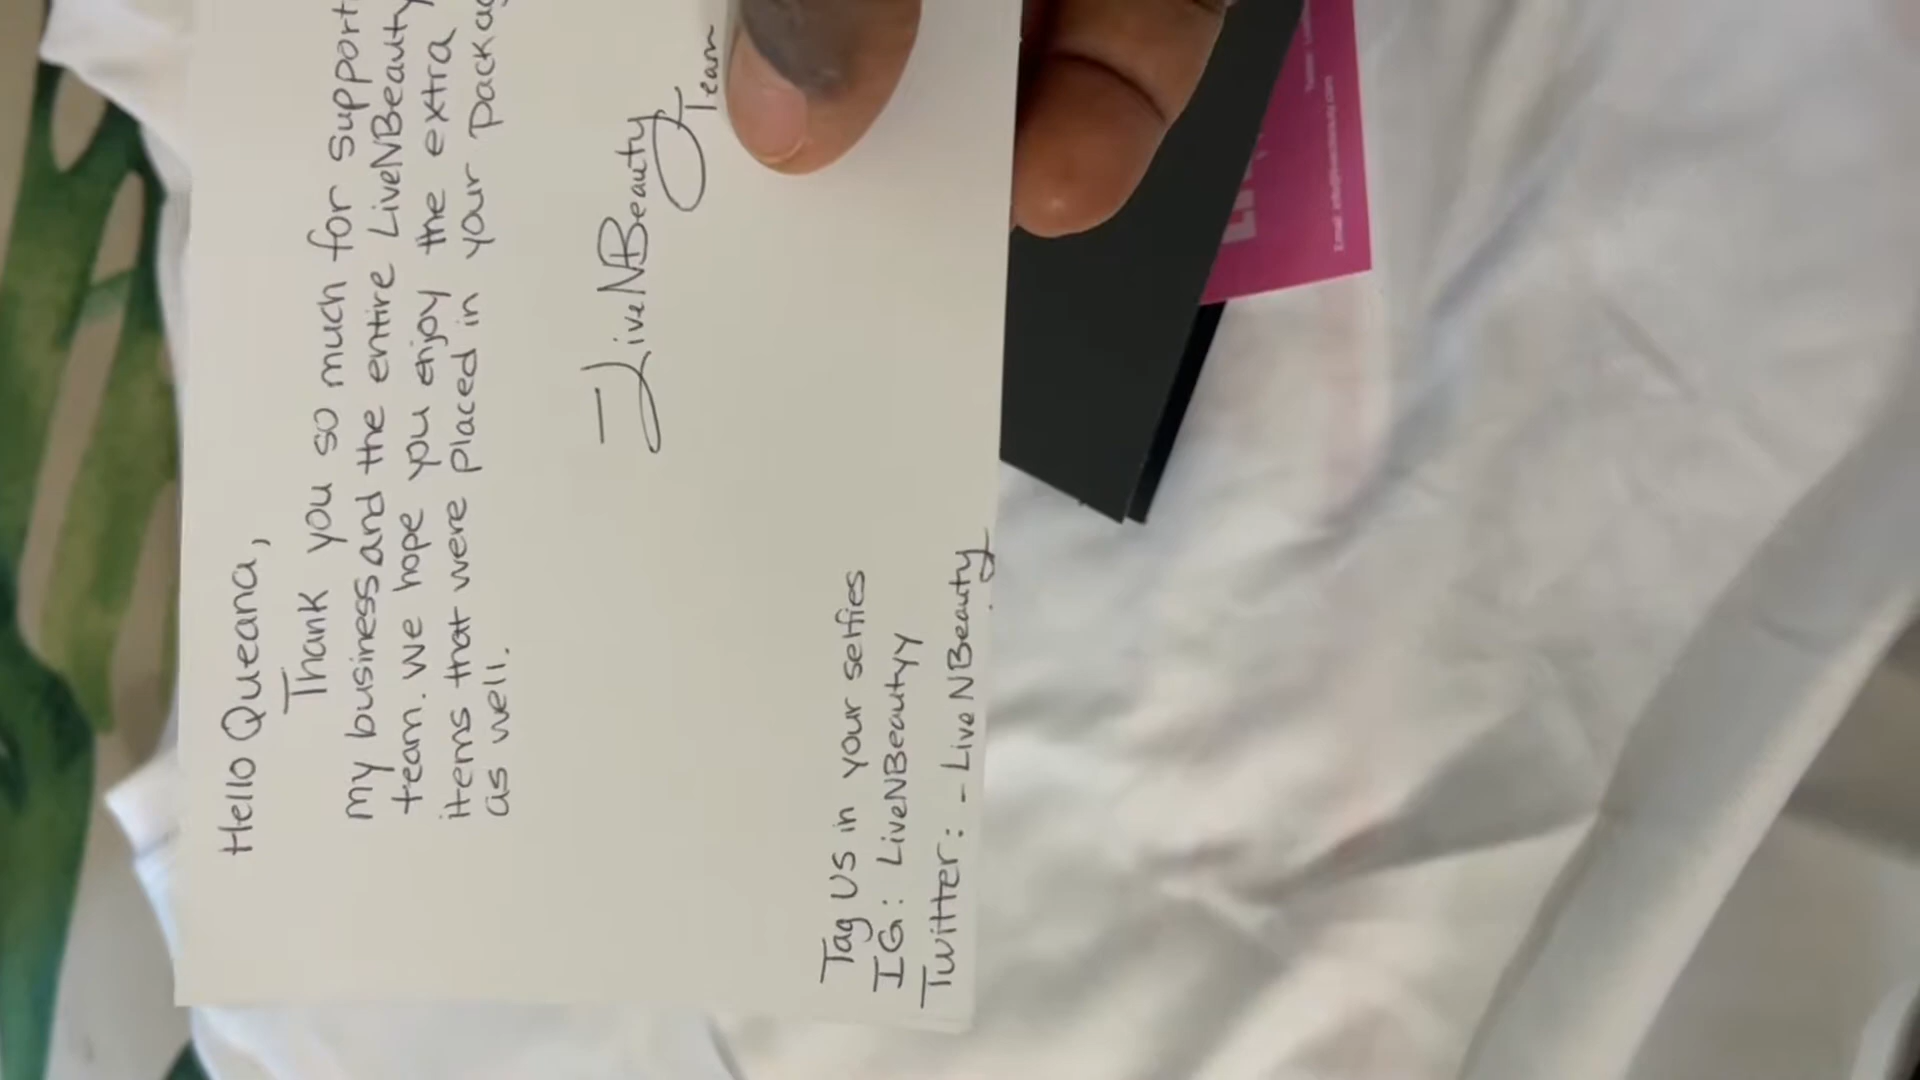 Hello Queana,
Thank you so much for support
my business and the entire LiveNBeauty
team. We hope you enjoy the extra
items that were placed in your packag
as well.
- LiveNBeauty
Team
Tag US in your selfies
IG: LiveNBeautyy
Twitter: - LiveNBeauty